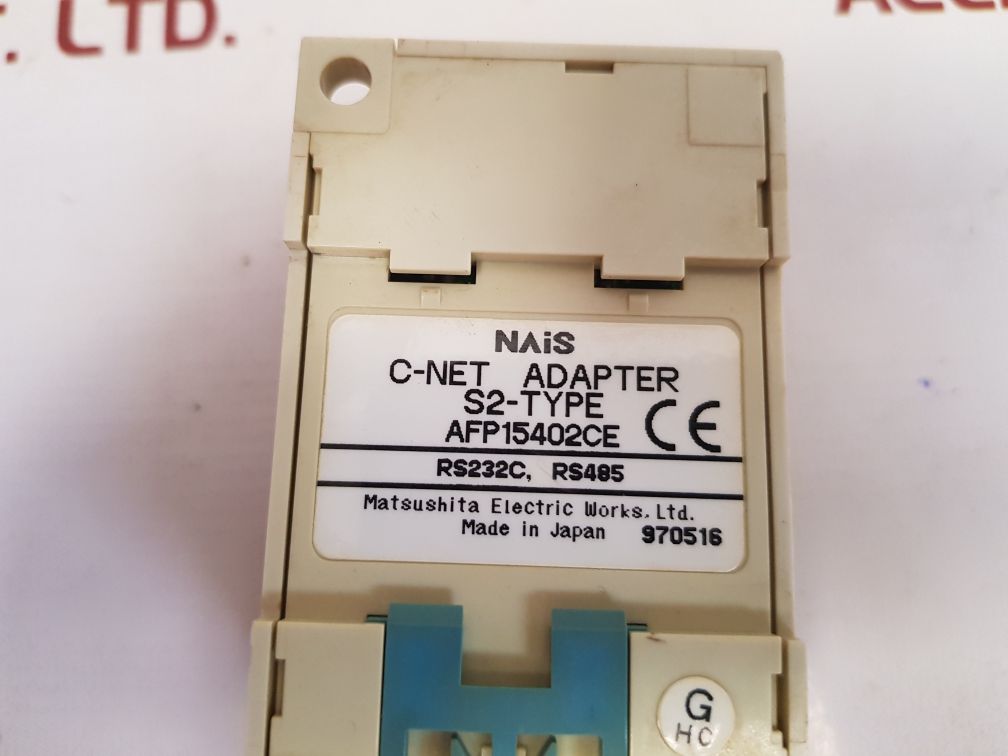 . LTD.
NAiS
C-NET ADAPTER
S2-TYPE
AFP15402CE CE
RS232C, RS485
Matsushita Electric Works, Ltd.
Made in Japan 970516
G
HC